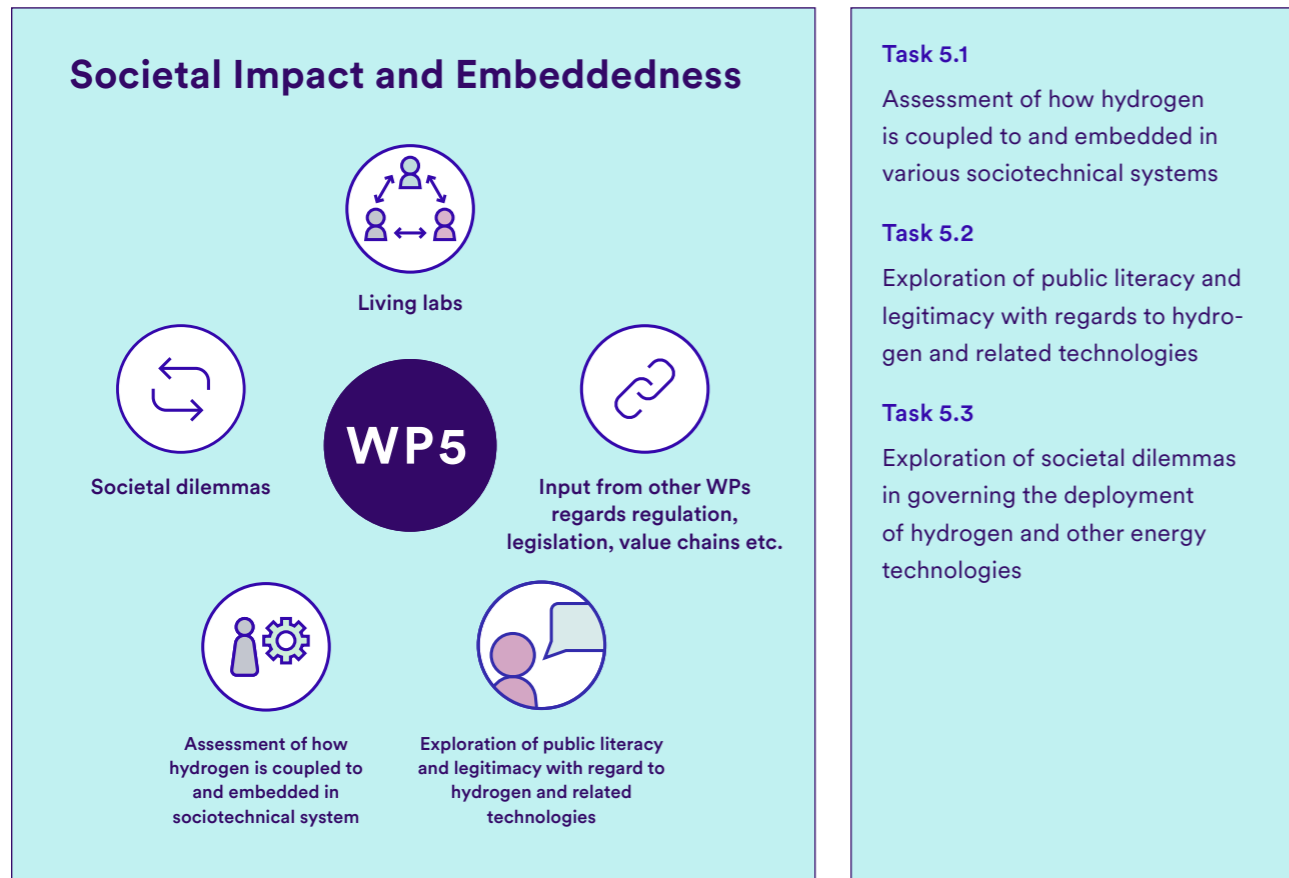 Societal Impact and Embeddedness
Living labs
Societal dilemmas
WP5
Input from other WPs
regards regulation,
legislation, value chains etc.
Assessment of how
hydrogen is coupled to
and embedded in
sociotechnical system
Exploration of public literacy
and legitimacy with regard to
hydrogen and related
technologies
Task 5.1
Assessment of how hydrogen
is coupled to and embedded in
various sociotechnical systems
Task 5.2
Exploration of public literacy and
legitimacy with regards to hydro-
gen and related technologies
Task 5.3
Exploration of societal dilemmas
in governing the deployment
of hydrogen and other energy
technologies